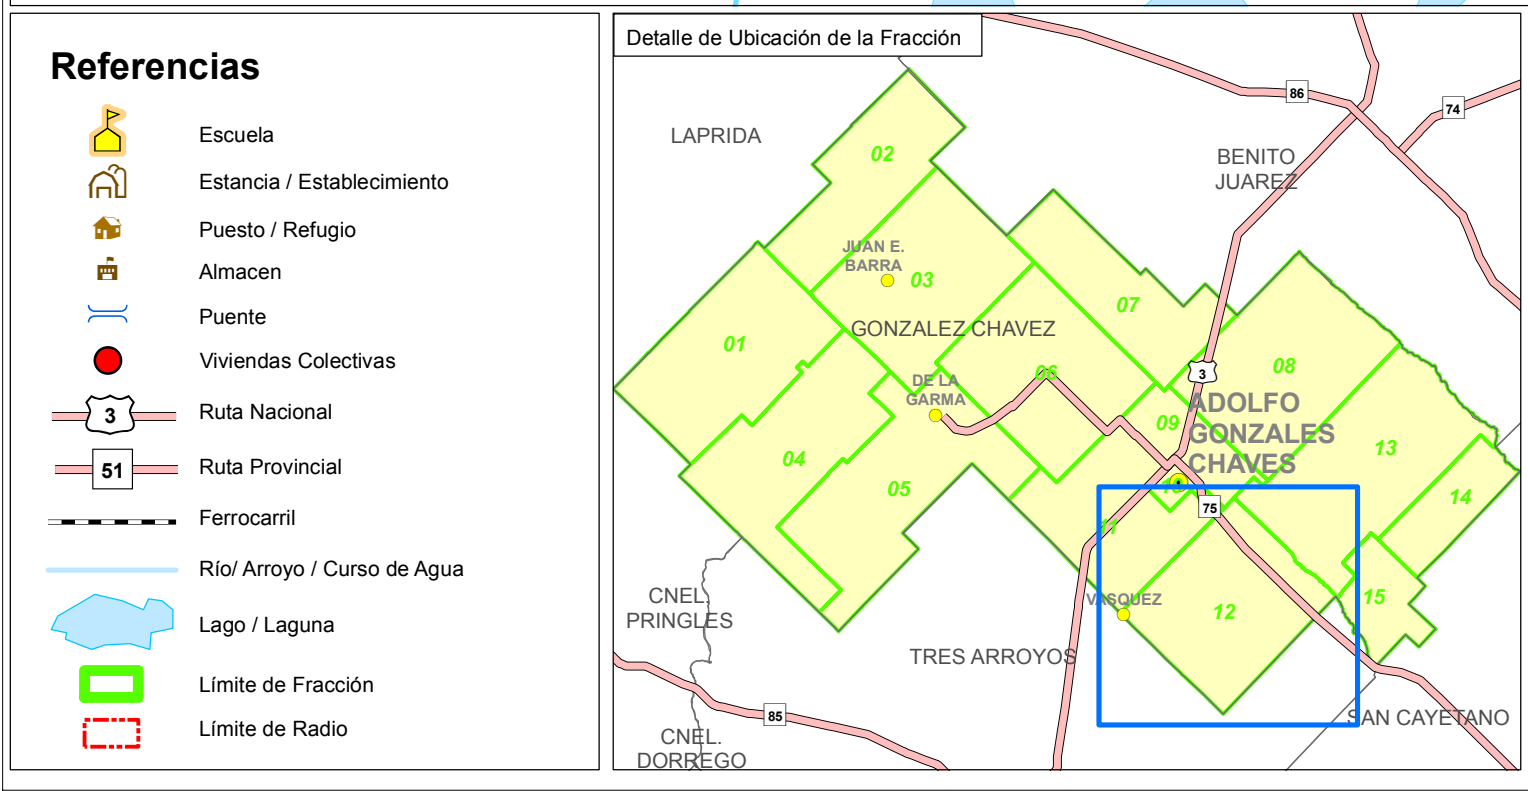 Referencias
Escuela
Estancia / Establecimiento
Puesto / Refugio
Almacen
Puente
Viviendas Colectivas
3
Ruta Nacional
51
Ruta Provincial
Ferrocarril
Río/ Arroyo / Curso de Agua
Lago / Laguna
Límite de Fracción
Límite de Radio
Detalle de Ubicación de la Fracción
86
74
LAPRIDA
02
BENITO
JUAREZ
JUAN E.
BARRA
03
07
GONZALEZ CHAVEZ
01
08
06
3
DE LA
GARMA
ADOLFO
GONZALES
CHAVES
09
13
04
05
14
10
75
11
CNEL.
PRINGLES
VASQUEZ
12
15
TRES ARROYOS
85
SAN CAYETANO
CNEL.
DORREGO